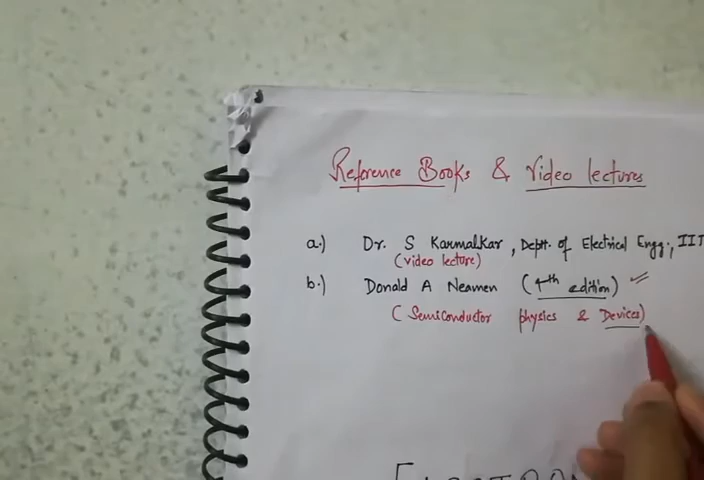 Reference Books & Video lectures
a.) Dr. S Karmalkar, Deptt. of Electrical Engg., IIT
(video lecture)
b.) Donald A Neamen (4th edition)
(Semiconductor physics & Devices)